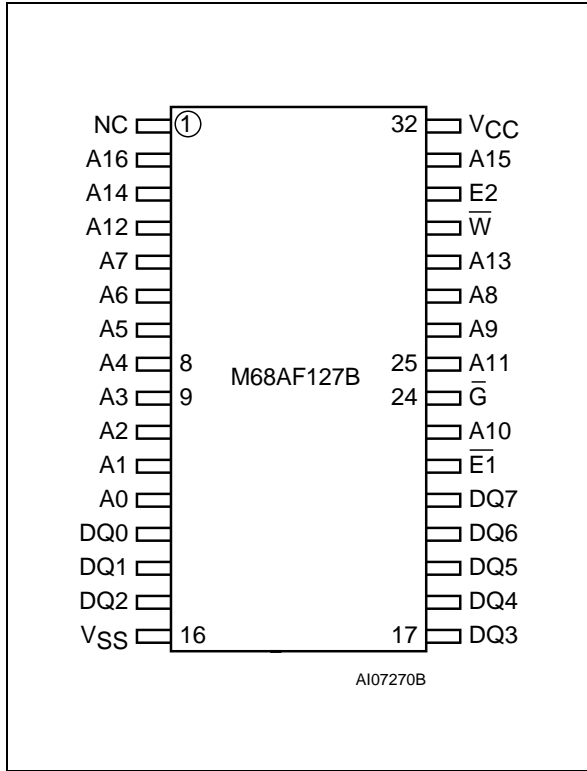 NC 1 32 VCC
A16 A15
A14 E2
A12 W̅
A7 A13
A6 A8
A5 A9
A4 8 25 A11
M68AF127B
A3 9 24 G̅
A2 A10
A1 E̅1̅
A0 DQ7
DQ0 DQ6
DQ1 DQ5
DQ2 DQ4
VSS 16 17 DQ3
AI07270B